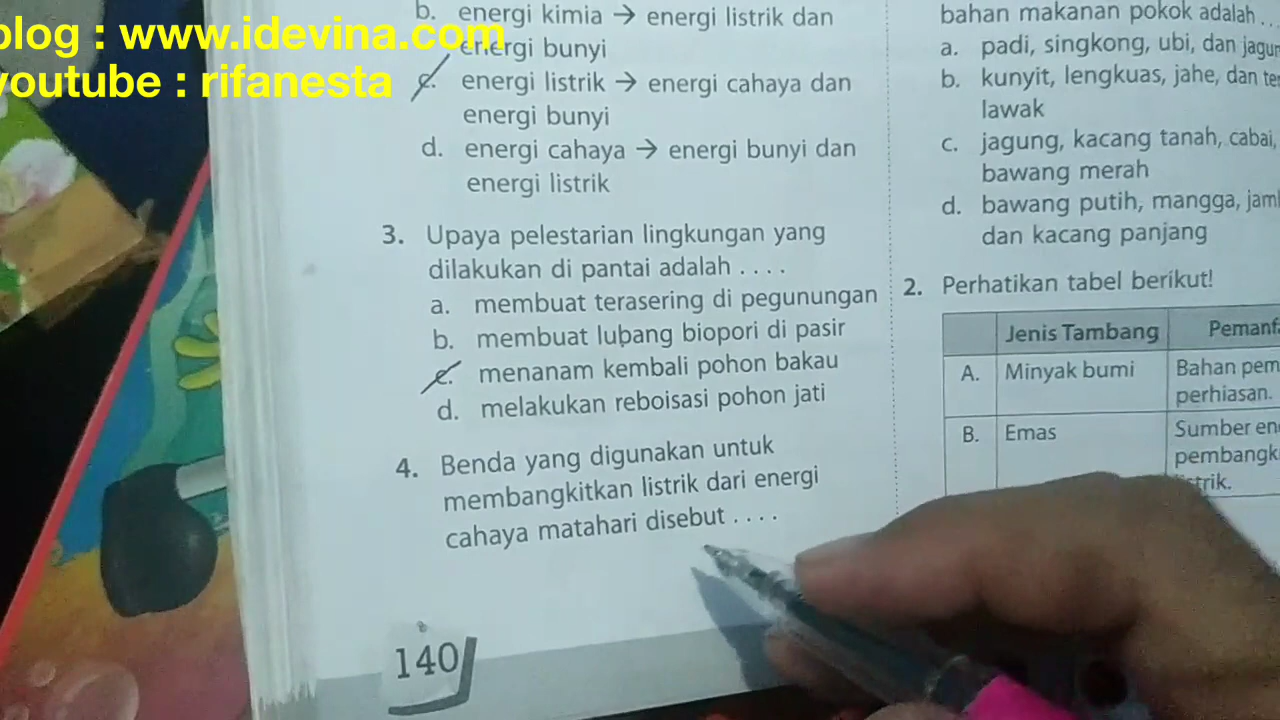 blog : www.idevina.com
youtube : rifanesta
b. energi kimia → energi listrik dan
energi bunyi
c. energi listrik → energi cahaya dan
energi bunyi
d. energi cahaya → energi bunyi dan
energi listrik
3. Upaya pelestarian lingkungan yang
dilakukan di pantai adalah . . . .
a. membuat terasering di pegunungan
b. membuat lubang biopori di pasir
c. menanam kembali pohon bakau
d. melakukan reboisasi pohon jati
4. Benda yang digunakan untuk
membangkitkan listrik dari energi
cahaya matahari disebut . . . .
140
bahan makanan pokok adalah . .
a. padi, singkong, ubi, dan
b. kunyit, lengkuas, jahe, dan
lawak
c. jagung, kacang tanah, cabai,
bawang merah
d. bawang putih, mangga,
dan kacang panjang
2. Perhatikan tabel berikut!
Jenis Tambang
A. Minyak bumi Bahan
perhiasan.
B. Emas Sumber